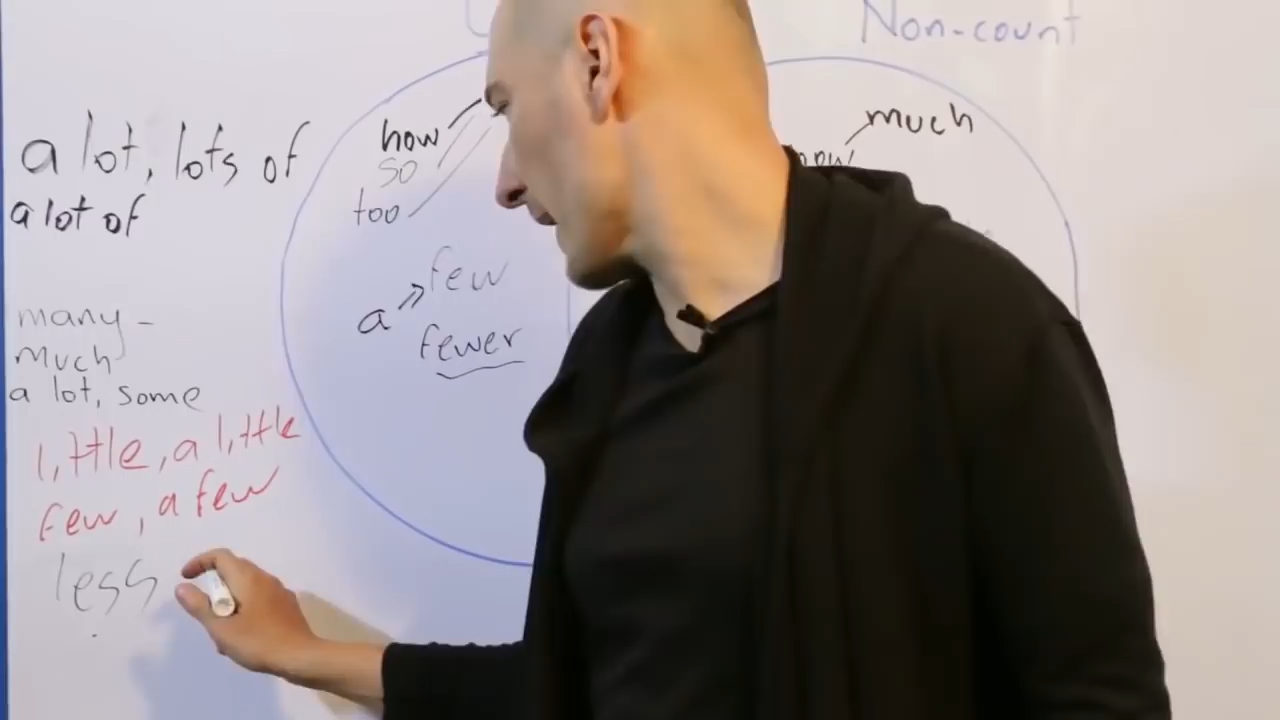 Non-count
a lot, lots of
a lot of
many -
much
a lot, some
little, a little
few, a few
less
how
so
too
few
a
fewer
much